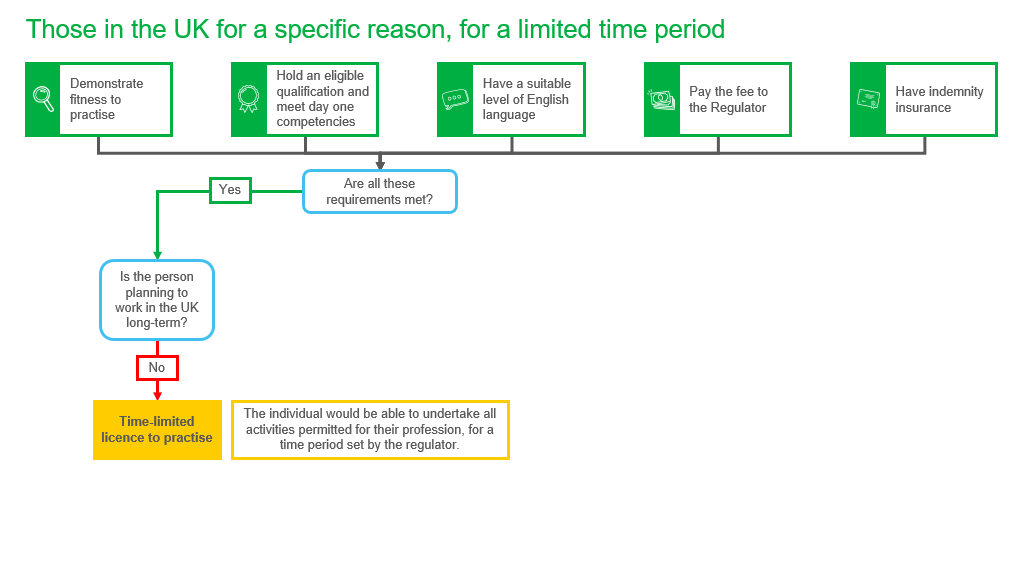 Those in the UK for a specific reason, for a limited time period
Demonstrate
fitness to
practise
Hold an eligible
qualification and
meet day one
competencies
Have a suitable
level of English
language
Pay the fee to
the Regulator
Have indemnity
insurance
Are all these
requirements met?
Yes
Is the person
planning to
work in the UK
long-term?
No
Time-limited
licence to practise
The individual would be able to undertake all
activities permitted for their profession, for a
time period set by the regulator.